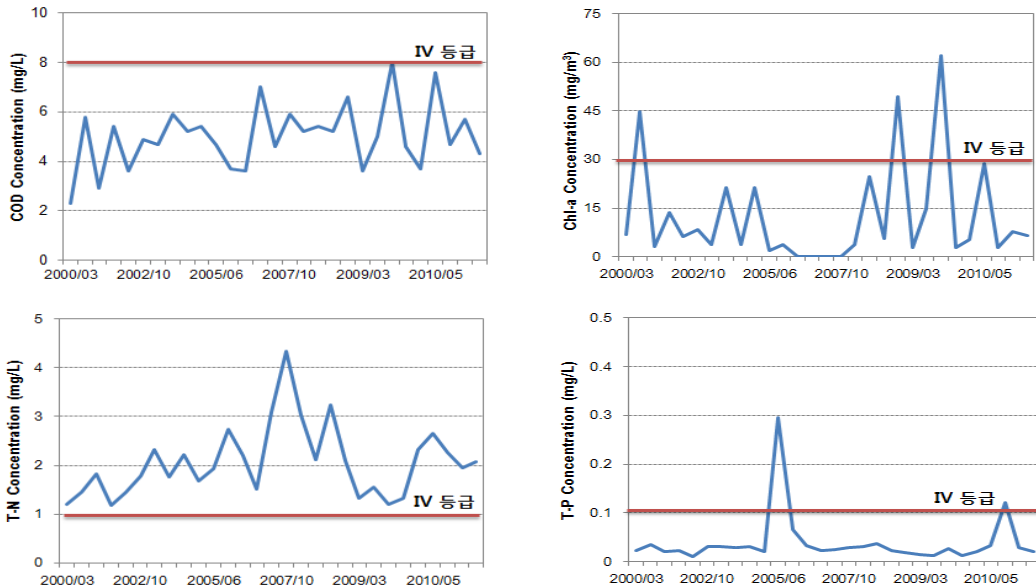 COD Concentration (mg/L)
10
8
6
4
2
0
IV 등급
2000/03 2002/10 2005/06 2007/10 2009/03 2010/05
Chl-a Concentration (mg/m³)
75
60
45
30
15
0
IV 등급
2000/03 2002/10 2005/06 2007/10 2009/03 2010/05
T-N Concentration (mg/L)
5
4
3
2
1
0
IV 등급
2000/03 2002/10 2005/06 2007/10 2009/03 2010/05
T-P Concentration (mg/L)
0.5
0.4
0.3
0.2
0.1
0
IV 등급
2000/03 2002/10 2005/06 2007/10 2009/03 2010/05